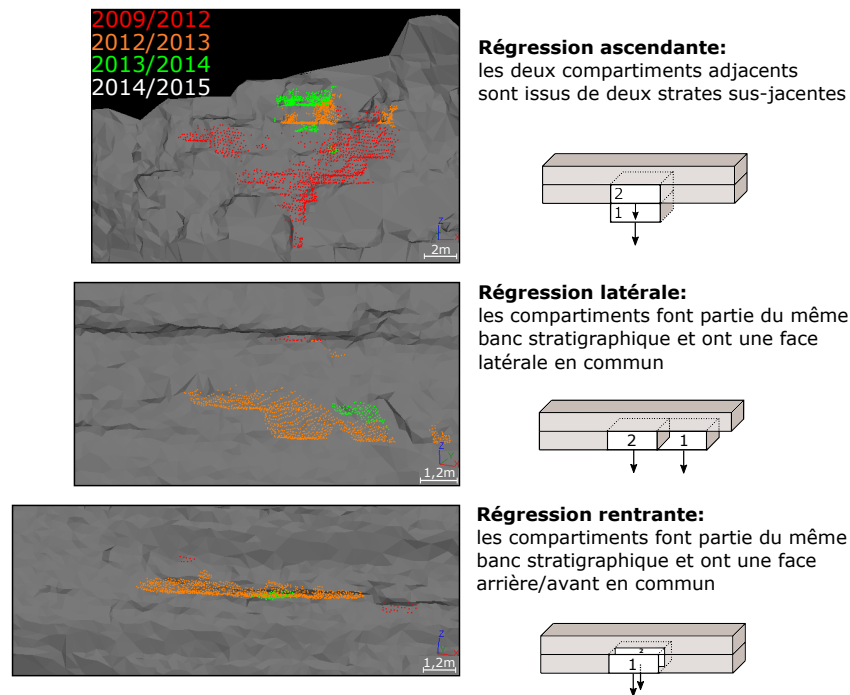 2009/2012
2012/2013
2013/2014
2014/2015
z
2m
Régression ascendante:
les deux compartiments adjacents
sont issus de deux strates sus-jacentes
2
1
z
1,2m
Régression latérale:
les compartiments font partie du même
banc stratigraphique et ont une face
latérale en commun
2 1
z
1,2m
Régression rentrante:
les compartiments font partie du même
banc stratigraphique et ont une face
arrière/avant en commun
2
1